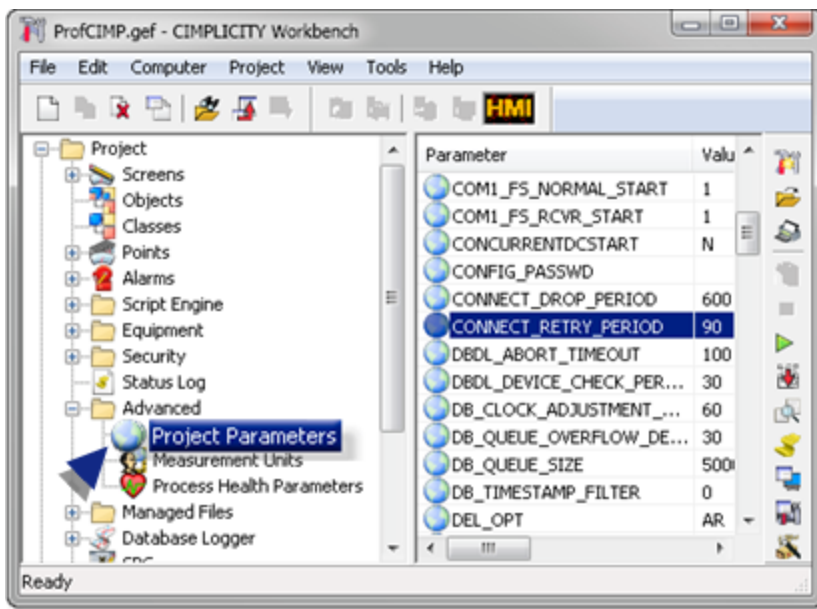 ProfCIMP.gef - CIMPLICITY Workbench
File Edit Computer Project View Tools Help
HMI
Project
Screens
Objects
Classes
Points
Alarms
Script Engine
Equipment
Security
Status Log
Advanced
Project Parameters
Measurement Units
Process Health Parameters
Managed Files
Database Logger
Parameter Valu
COM1_FS_NORMAL_START 1
COM1_FS_RCVR_START 1
CONCURRENTDCSTART N
CONFIG_PASSWD
CONNECT_DROP_PERIOD 600
CONNECT_RETRY_PERIOD 90
DBDL_ABORT_TIMEOUT 100
DBDL_DEVICE_CHECK_PER... 30
DB_CLOCK_ADJUSTMENT_... 60
DB_QUEUE_OVERFLOW_DE... 30
DB_QUEUE_SIZE 500
DB_TIMESTAMP_FILTER 0
DEL_OPT AR
Ready